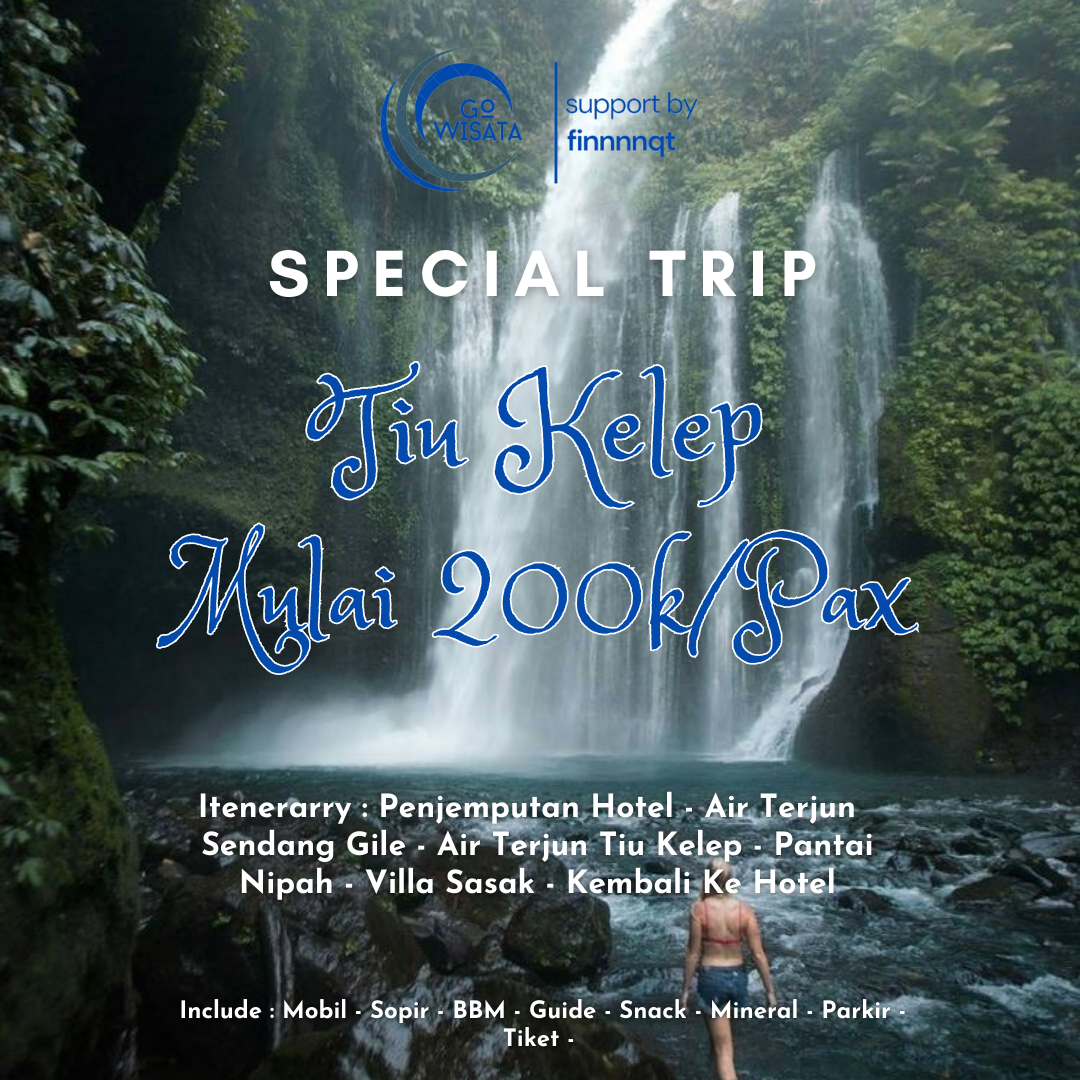 GO
WISATA
support by
finnnnqt
SPECIAL TRIP
Tiu Kelep
Mulai 200k/Pax
Itenerarry : Penjemputan Hotel - Air Terjun
Sendang Gile - Air Terjun Tiu Kelep - Pantai
Nipah - Villa Sasak - Kembali Ke Hotel
Include : Mobil - Sopir - BBM - Guide - Snack - Mineral - Parkir -
Tiket -